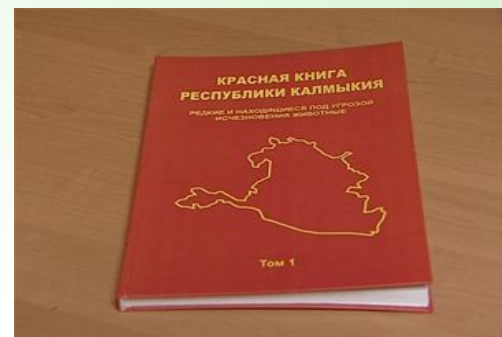 КРАСНАЯ КНИГА
РЕСПУБЛИКИ КАЛМЫКИЯ
РЕДКИЕ И НАХОДЯЩИЕСЯ ПОД УГРОЗОЙ
ИСЧЕЗНОВЕНИЯ ЖИВОТНЫЕ
Том 1